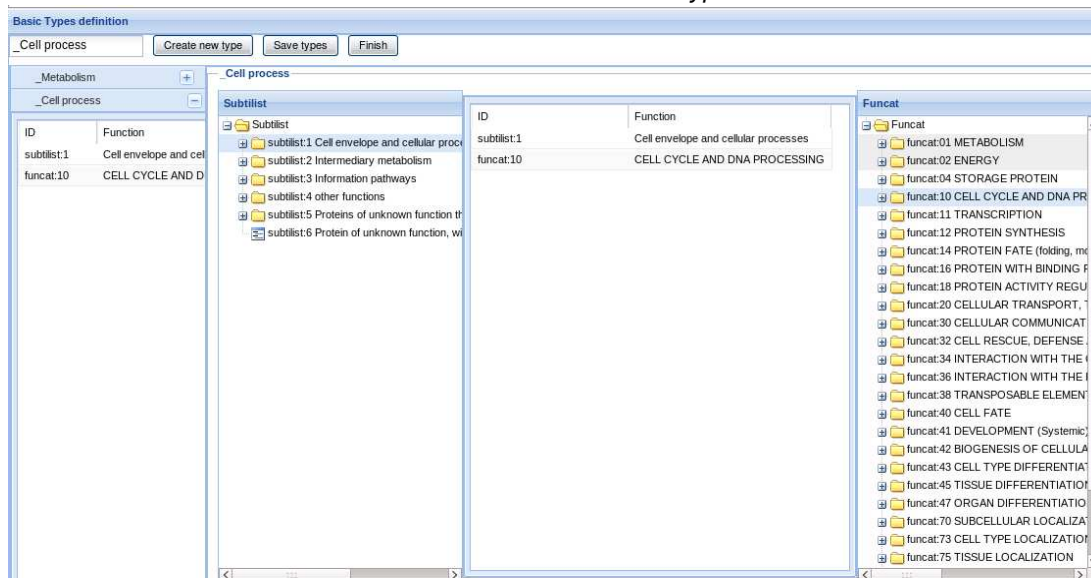 Basic Types definition
_Cell process Create new type Save types Finish
_Metabolism
_Cell process
ID Function
subtilist:1 Cell envelope and cel
funcat:10 CELL CYCLE AND D
_Cell process
Subtilist
Subtilist
subtilist:1 Cell envelope and cellular proce
subtilist:2 Intermediary metabolism
subtilist:3 Information pathways
subtilist:4 other functions
subtilist:5 Proteins of unknown function th
subtilist:6 Protein of unknown function, wi
ID Function
subtilist:1 Cell envelope and cellular processes
funcat:10 CELL CYCLE AND DNA PROCESSING
Funcat
Funcat
funcat:01 METABOLISM
funcat:02 ENERGY
funcat:04 STORAGE PROTEIN
funcat:10 CELL CYCLE AND DNA PR
funcat:11 TRANSCRIPTION
funcat:12 PROTEIN SYNTHESIS
funcat:14 PROTEIN FATE (folding, mo
funcat:16 PROTEIN WITH BINDING F
funcat:18 PROTEIN ACTIVITY REGU
funcat:20 CELLULAR TRANSPORT,
funcat:30 CELLULAR COMMUNICAT
funcat:32 CELL RESCUE, DEFENSE
funcat:34 INTERACTION WITH THE
funcat:36 INTERACTION WITH THE
funcat:38 TRANSPOSABLE ELEMEN
funcat:40 CELL FATE
funcat:41 DEVELOPMENT (Systemic)
funcat:42 BIOGENESIS OF CELLULA
funcat:43 CELL TYPE DIFFERENTIA
funcat:45 TISSUE DIFFERENTIATIO
funcat:47 ORGAN DIFFERENTIATIO
funcat:70 SUBCELLULAR LOCALIZA
funcat:73 CELL TYPE LOCALIZATIO
funcat:75 TISSUE LOCALIZATION